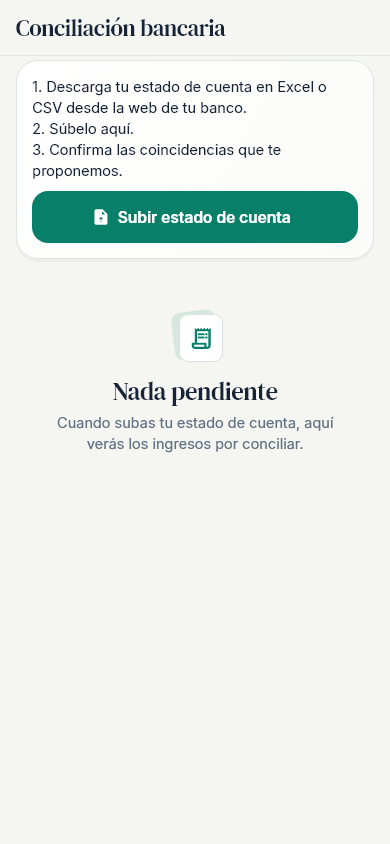 Conciliación bancaria
1. Descarga tu estado de cuenta en Excel o
CSV desde la web de tu banco.
2. Súbelo aquí.
3. Confirma las coincidencias que te
proponemos.
Subir estado de cuenta
Nada pendiente
Cuando subas tu estado de cuenta, aquí
verás los ingresos por conciliar.